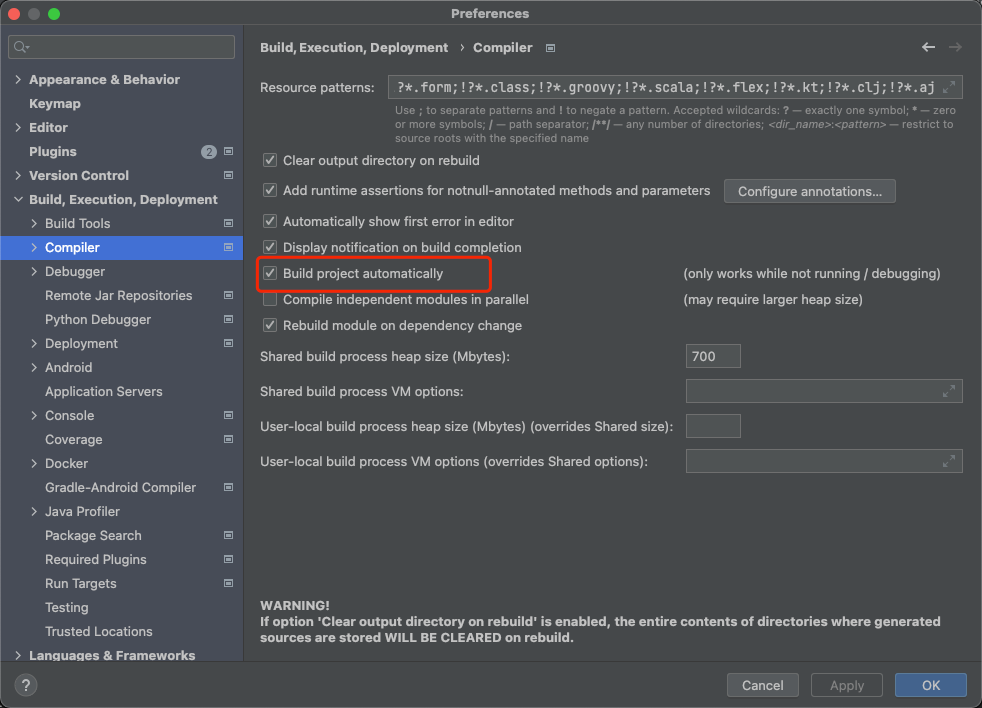 Preferences
Appearance & Behavior
Keymap
Editor
Plugins 2
Version Control
Build, Execution, Deployment
Build Tools
Compiler
Debugger
Remote Jar Repositories
Python Debugger
Deployment
Android
Application Servers
Console
Coverage
Docker
Gradle-Android Compiler
Java Profiler
Package Search
Required Plugins
Run Targets
Testing
Trusted Locations
Languages & Frameworks
Build, Execution, Deployment › Compiler
Resource patterns: ?*.form;!?*.class;!?*.groovy;!?*.scala;!?*.flex;!?*.kt;!?*.clj;!?*.aj
Use ; to separate patterns and ! to negate a pattern. Accepted wildcards: ? — exactly one symbol; * — zero
or more symbols; / — path separator; /**/ — any number of directories; <dir_name>:<pattern> — restrict to
source roots with the specified name
Clear output directory on rebuild
Add runtime assertions for notnull-annotated methods and parameters Configure annotations...
Automatically show first error in editor
Display notification on build completion
Build project automatically (only works while not running / debugging)
Compile independent modules in parallel (may require larger heap size)
Rebuild module on dependency change
Shared build process heap size (Mbytes): 700
Shared build process VM options:
User-local build process heap size (Mbytes) (overrides Shared size):
User-local build process VM options (overrides Shared options):
WARNING!
If option 'Clear output directory on rebuild' is enabled, the entire contents of directories where generated
sources are stored WILL BE CLEARED on rebuild.
? Cancel Apply OK